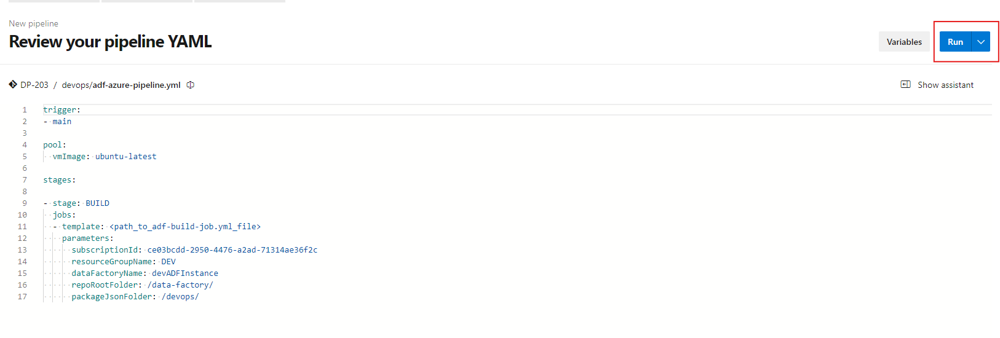 New pipeline
Review your pipeline YAML
Variables
Run
DP-203 / devops/adf-azure-pipeline.yml
Show assistant
1 trigger:
2 - main
3
4 pool:
5 vmImage: ubuntu-latest
6
7 stages:
8
9 - stage: BUILD
10 jobs:
11 - template: <path_to_adf-build-job.yml_file>
12 parameters:
13 subscriptionId: ce03bcdd-2950-4476-a2ad-71314ae36f2c
14 resourceGroupName: DEV
15 dataFactoryName: devADFInstance
16 repoRootFolder: /data-factory/
17 packageJsonFolder: /devops/